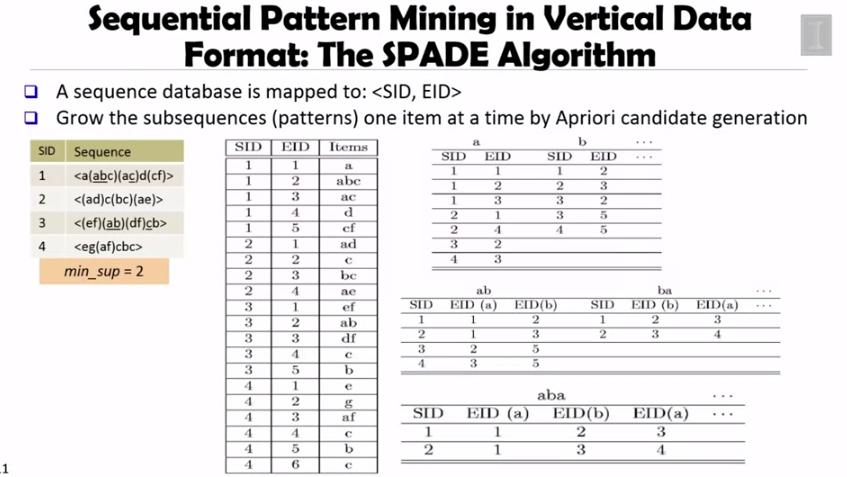 Sequential Pattern Mining in Vertical Data
Format: The SPADE Algorithm
A sequence database is mapped to: <SID, EID>
Grow the subsequences (patterns) one item at a time by Apriori candidate generation
SID Sequence
1 <a(abc)(ac)d(cf)>
2 <(ad)c(bc)(ae)>
3 <(ef)(ab)(df)cb>
4 <eg(af)cbc>
min_sup = 2
SID EID Items
1 1 a
1 2 abc
1 3 ac
1 4 d
1 5 cf
2 1 ad
2 2 c
2 3 bc
2 4 ae
3 1 ef
3 2 ab
3 3 df
3 4 c
3 5 b
4 1 e
4 2 g
4 3 af
4 4 c
4 5 b
4 6 c
a b ...
SID EID SID EID ...
1 1 1 2
1 2 2 3
1 3 3 2
2 1 3 5
2 4 4 5
3 2
4 3
ab ba ...
SID EID (a) EID(b) SID EID (b) EID(a) ...
1 1 2 1 2 3
2 1 3 2 3 4
3 2 5
4 3 5
aba ...
SID EID (a) EID(b) EID(a) ...
1 1 2 3
2 1 3 4
1
I